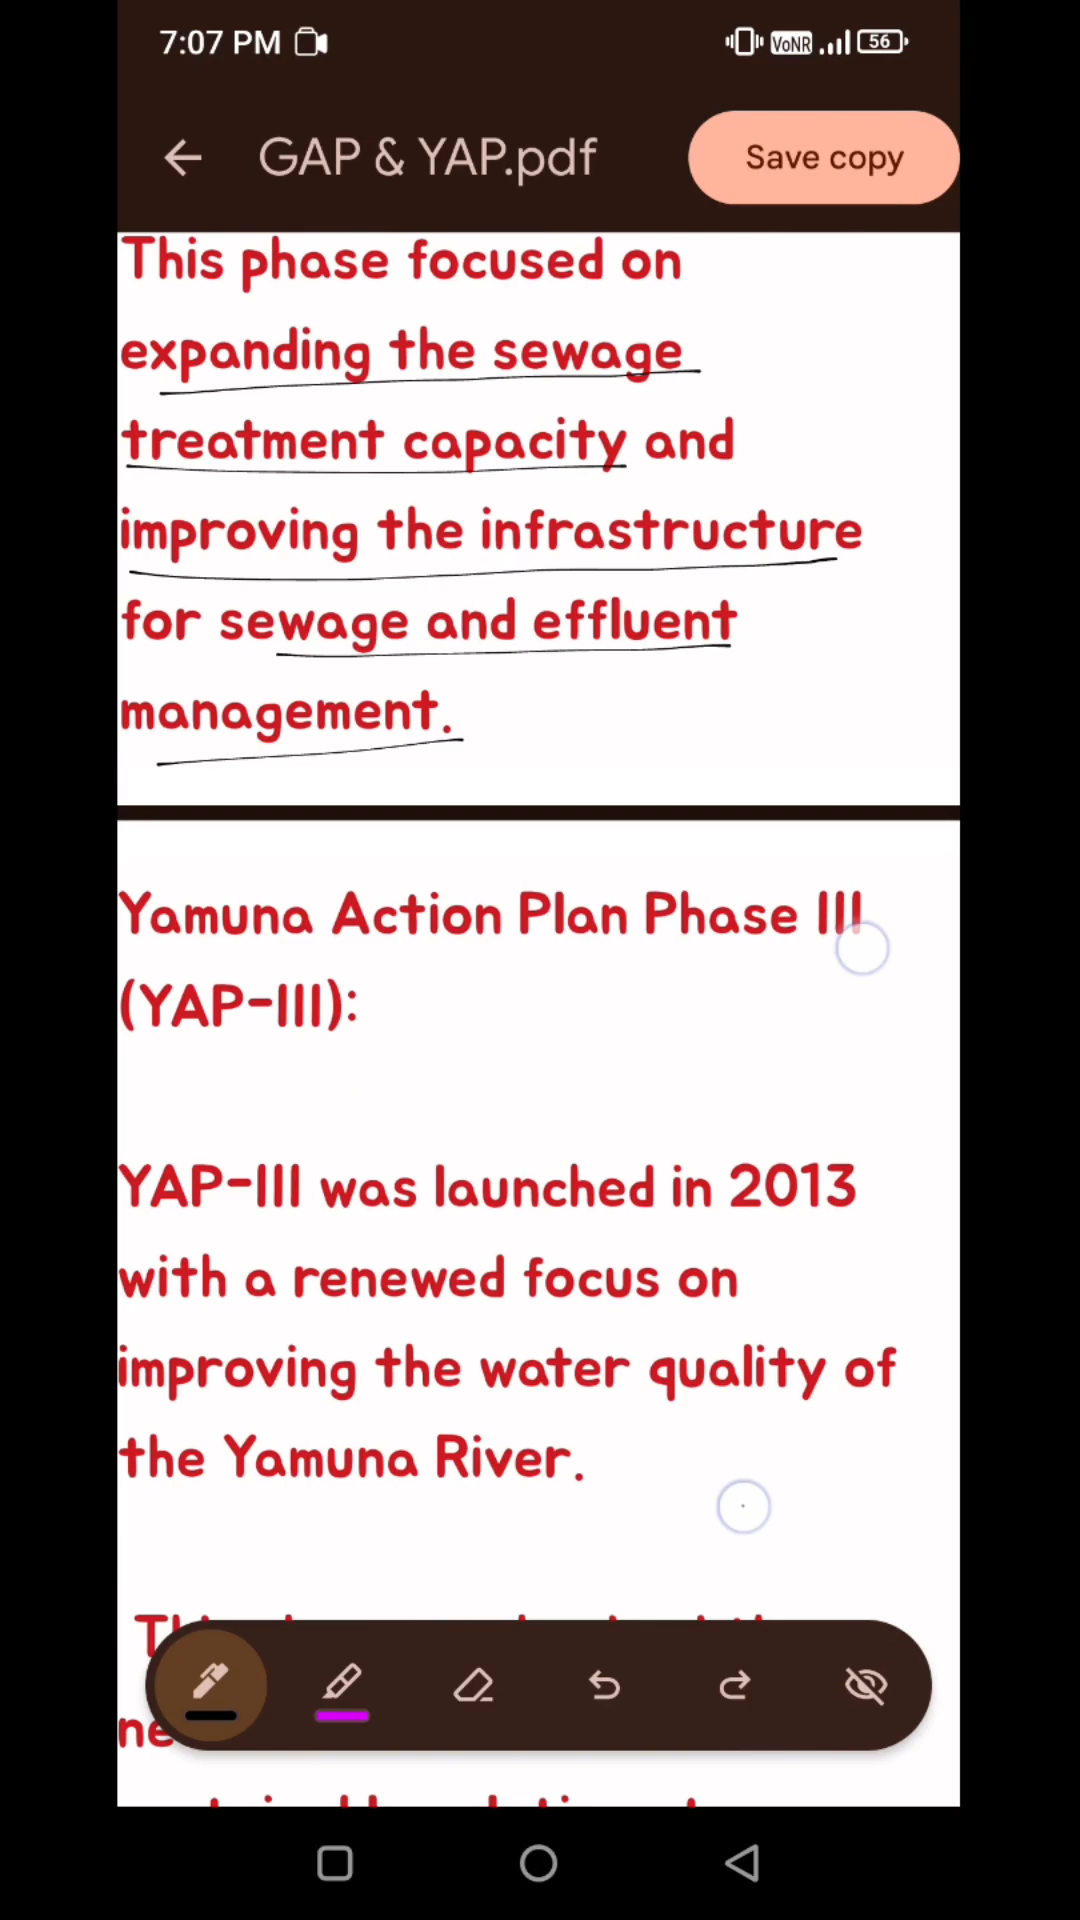 7:07 PM
VoNR
56
GAP & YAP.pdf
Save copy
This phase focused on
expanding the sewage
treatment capacity and
improving the infrastructure
for sewage and effluent
management.
Yamuna Action Plan Phase III
(YAP-III):
YAP-III was launched in 2013
with a renewed focus on
improving the water quality of
the Yamuna River.